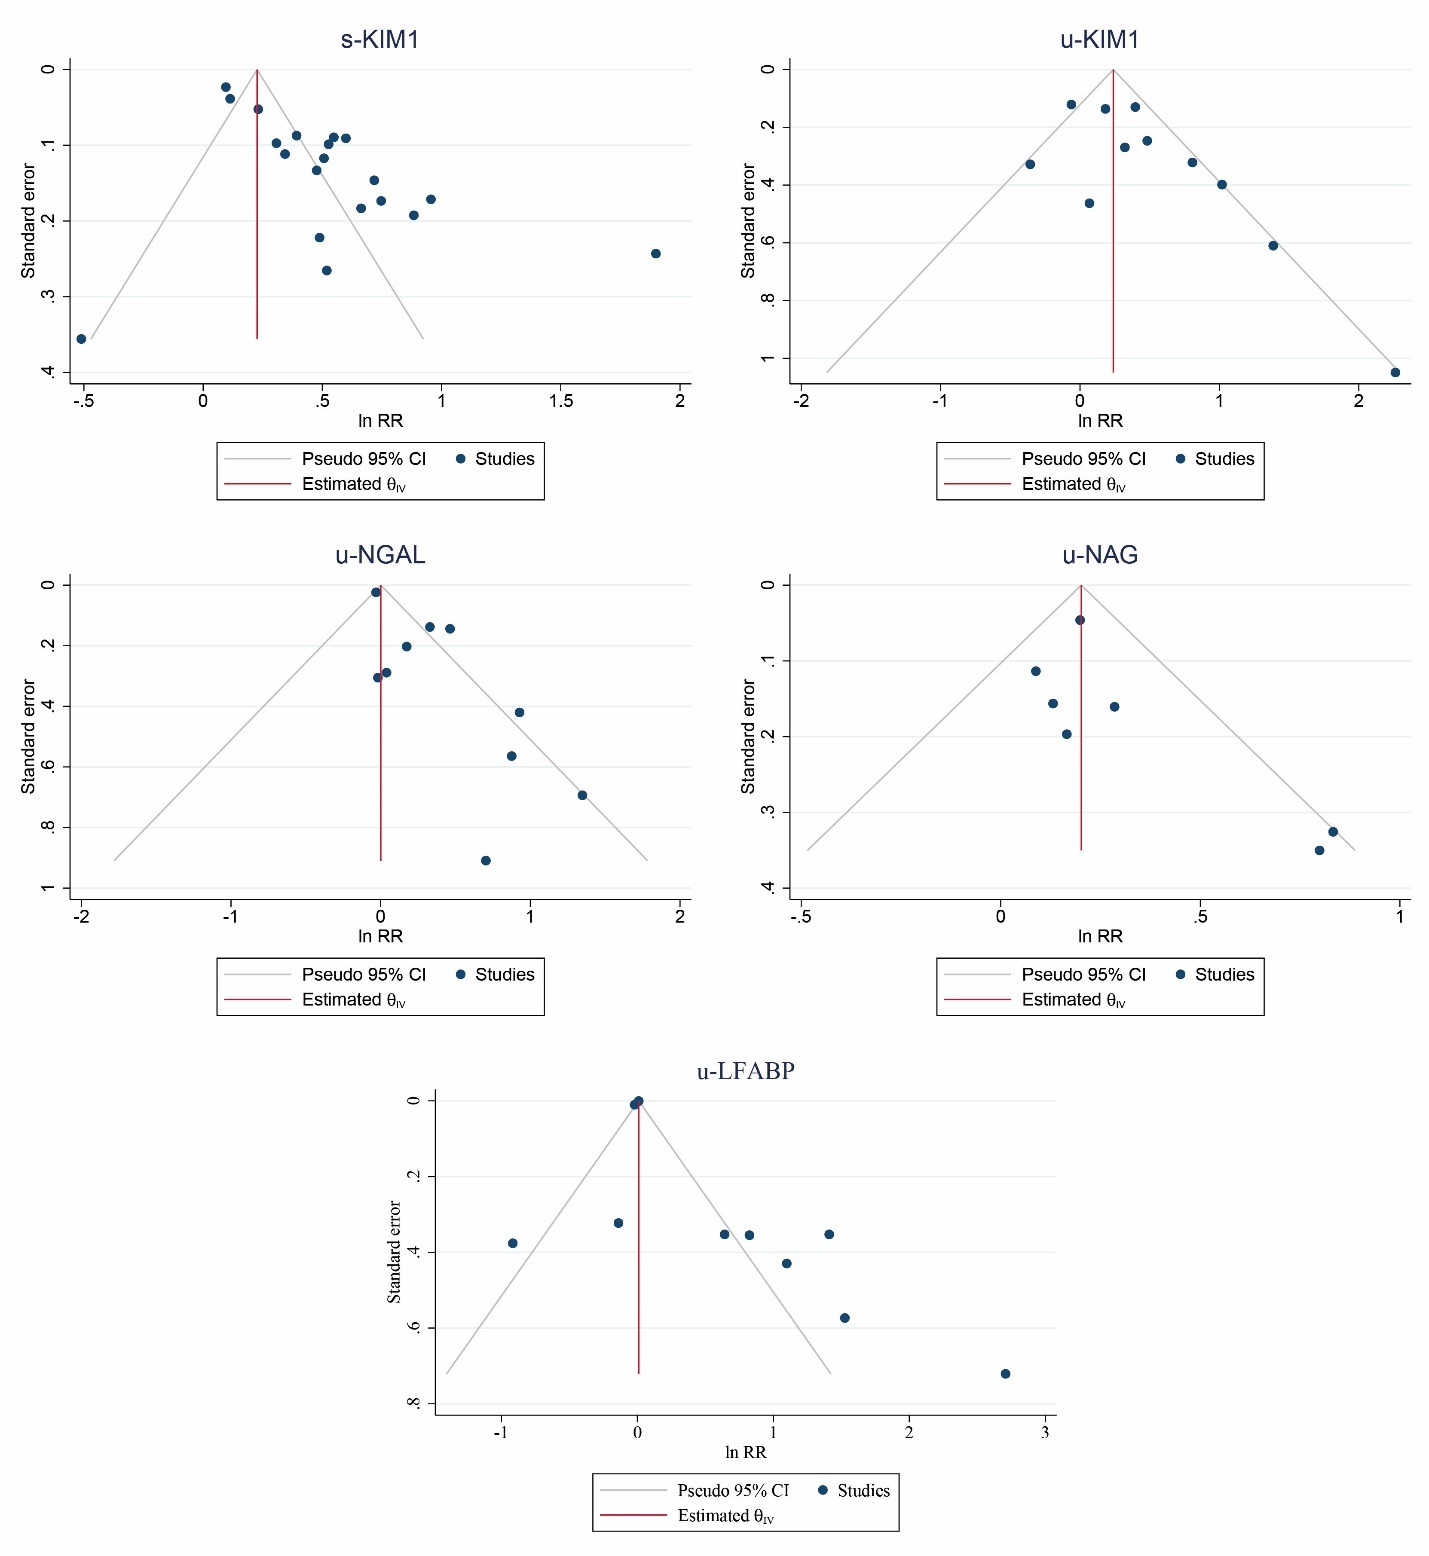 s-KIM1
0
.1
.2
.3
.4
Standard error
-.5 0 .5 1 1.5 2
ln RR
Pseudo 95% CI Studies
Estimated θIV
u-KIM1
0
.2
.4
.6
.8
1
Standard error
-2 -1 0 1 2
ln RR
Pseudo 95% CI Studies
Estimated θIV
u-NGAL
0
.2
.4
.6
.8
1
Standard error
-2 -1 0 1 2
ln RR
Pseudo 95% CI Studies
Estimated θIV
u-NAG
0
.1
.2
.3
.4
Standard error
-.5 0 .5 1
ln RR
Pseudo 95% CI Studies
Estimated θIV
u-LFABP
0
.2
.4
.6
.8
Standard error
-1 0 1 2 3
ln RR
Pseudo 95% CI Studies
Estimated θIV